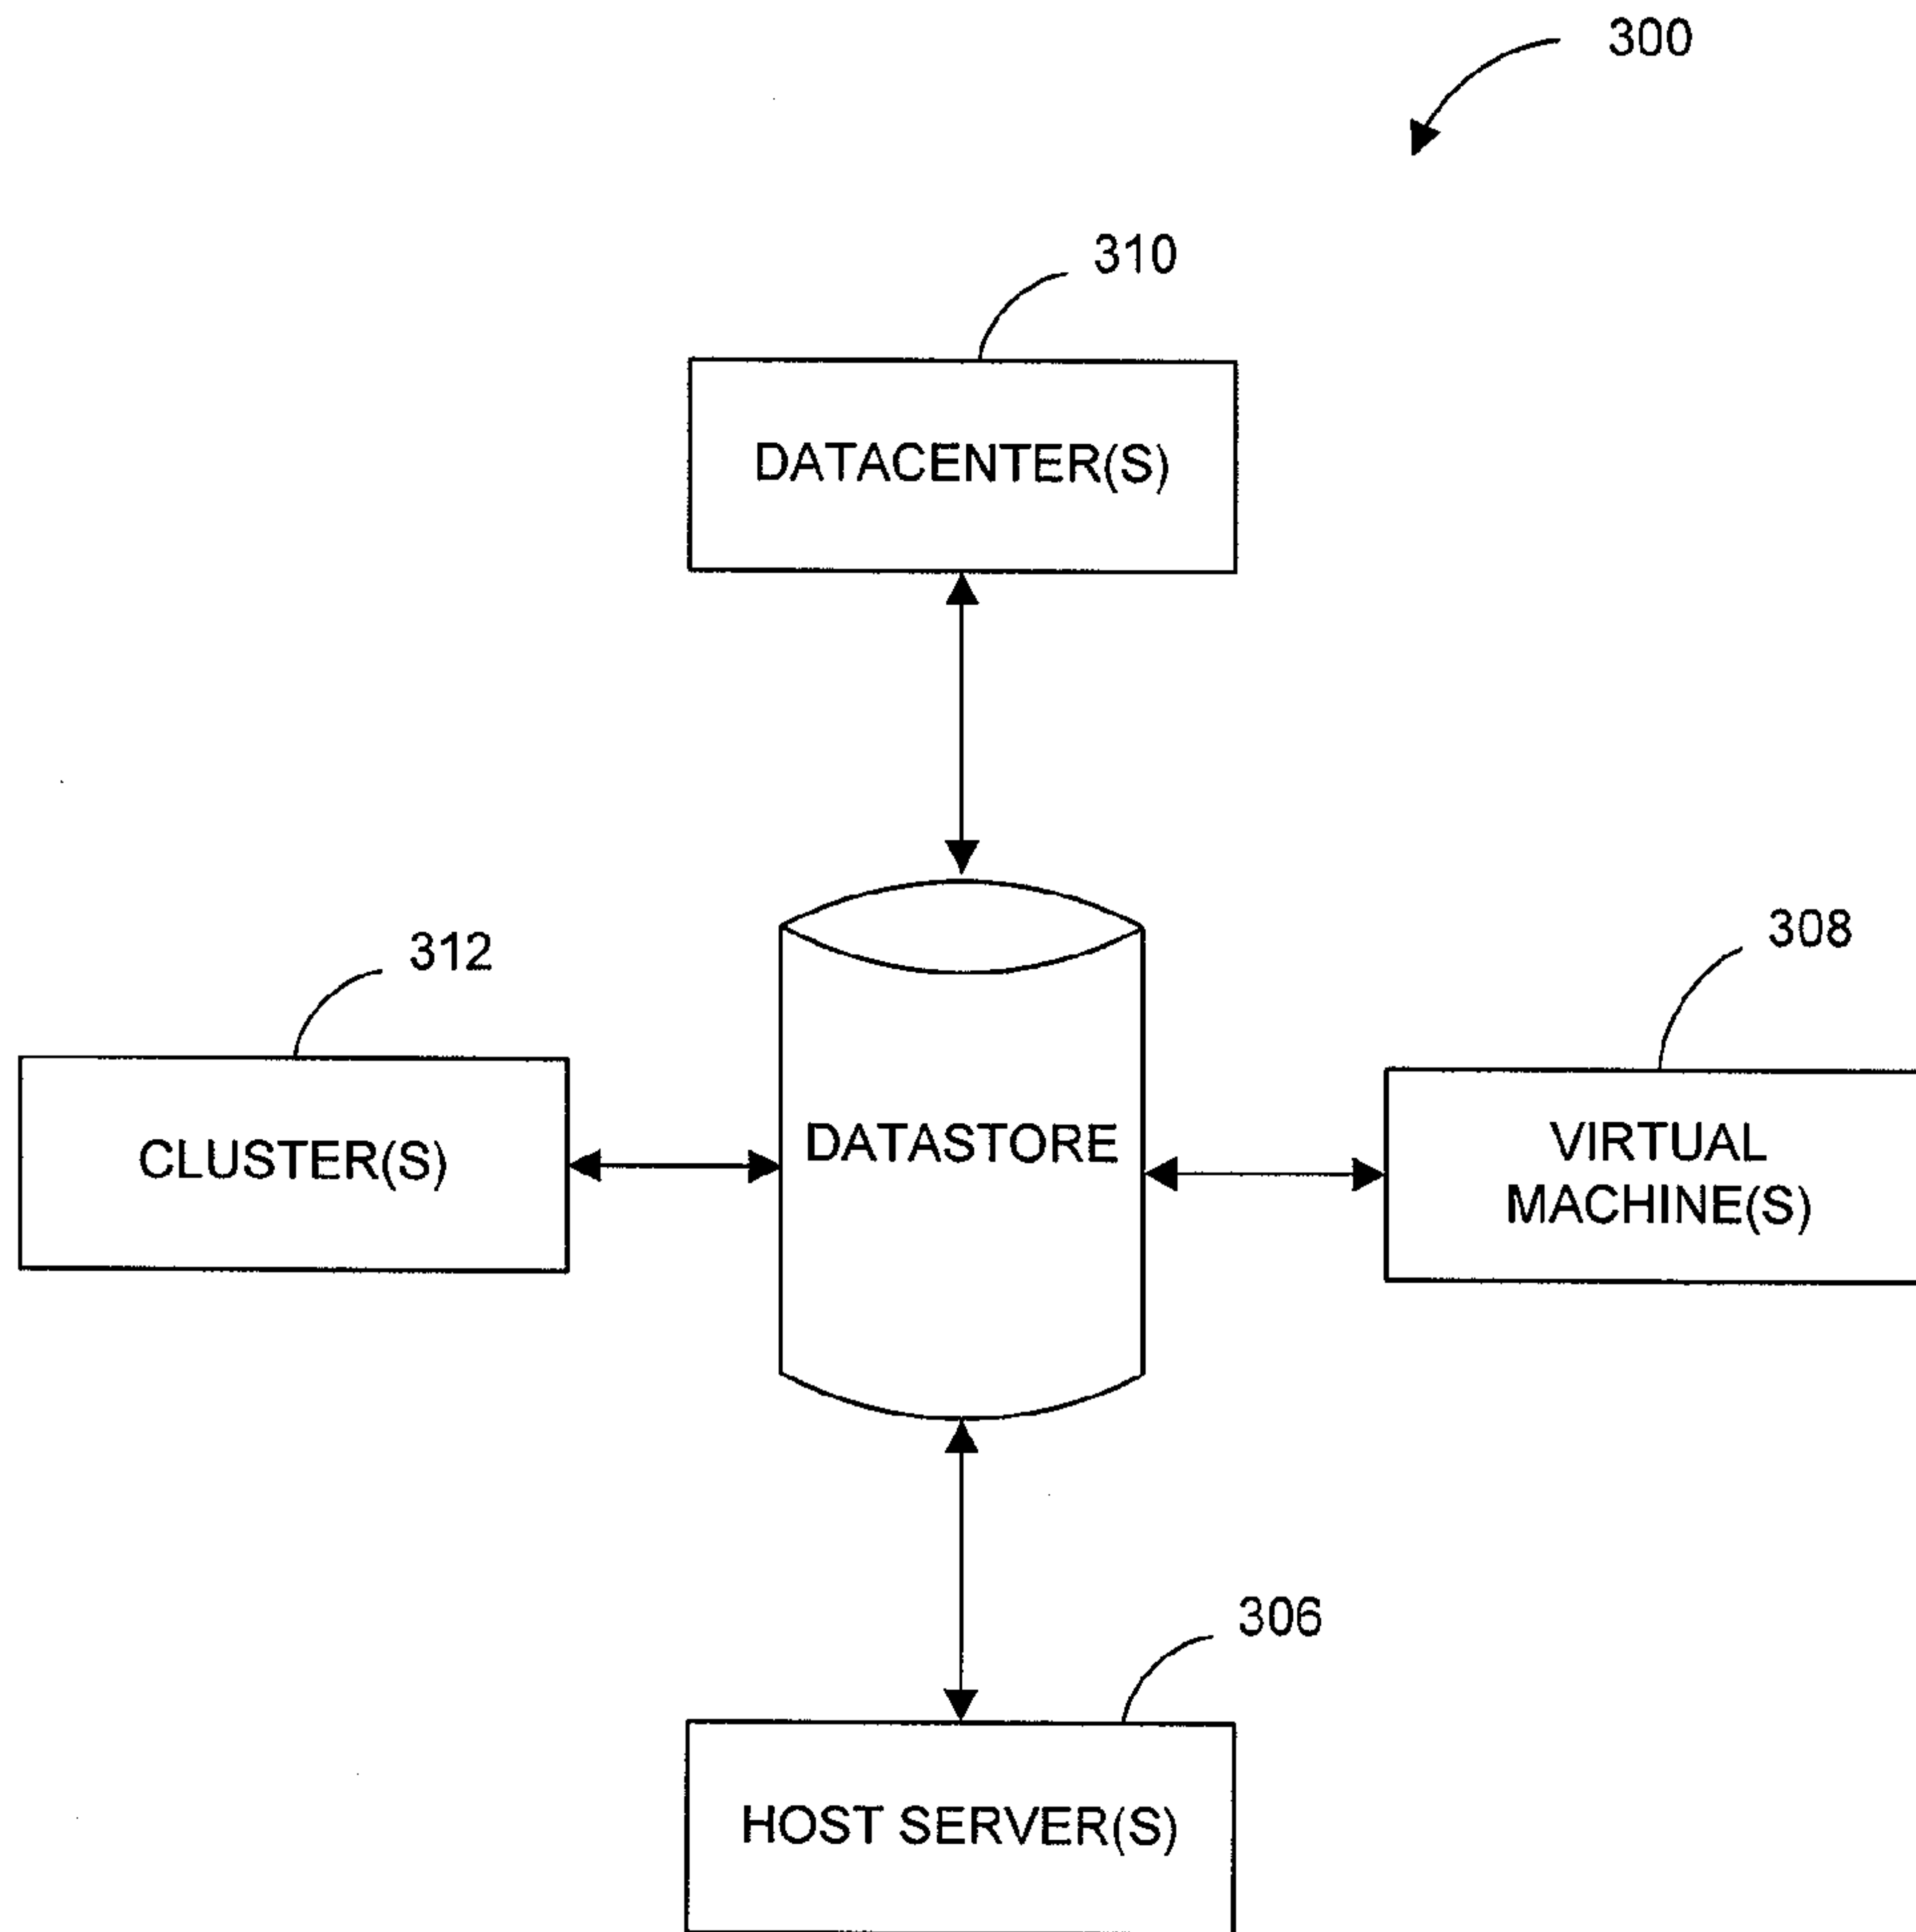 300
310
DATACENTER(S)
312
308
CLUSTER(S)
DATASTORE
VIRTUAL
MACHINE(S)
306
HOST SERVER(S)